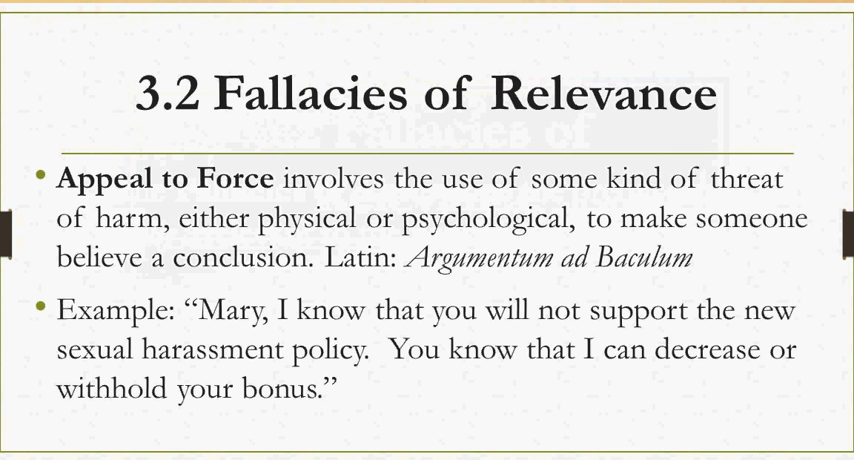 3.2 Fallacies of Relevance
• Appeal to Force involves the use of some kind of threat
of harm, either physical or psychological, to make someone
believe a conclusion. Latin: Argumentum ad Baculum
• Example: “Mary, I know that you will not support the new
sexual harassment policy.  You know that I can decrease or
withhold your bonus.”